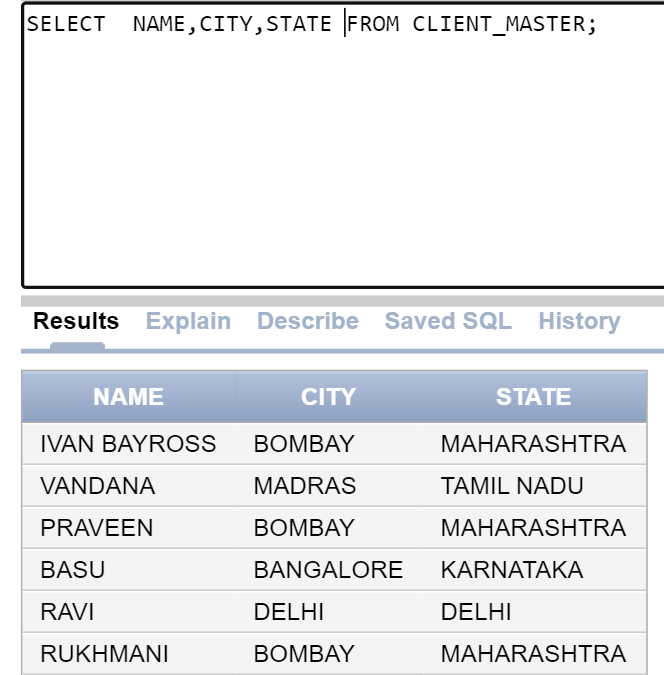 SELECT  NAME,CITY,STATE FROM CLIENT_MASTER;
Results Explain Describe Saved SQL History
NAME CITY STATE
IVAN BAYROSS BOMBAY MAHARASHTRA
VANDANA MADRAS TAMIL NADU
PRAVEEN BOMBAY MAHARASHTRA
BASU BANGALORE KARNATAKA
RAVI DELHI DELHI
RUKHMANI BOMBAY MAHARASHTRA